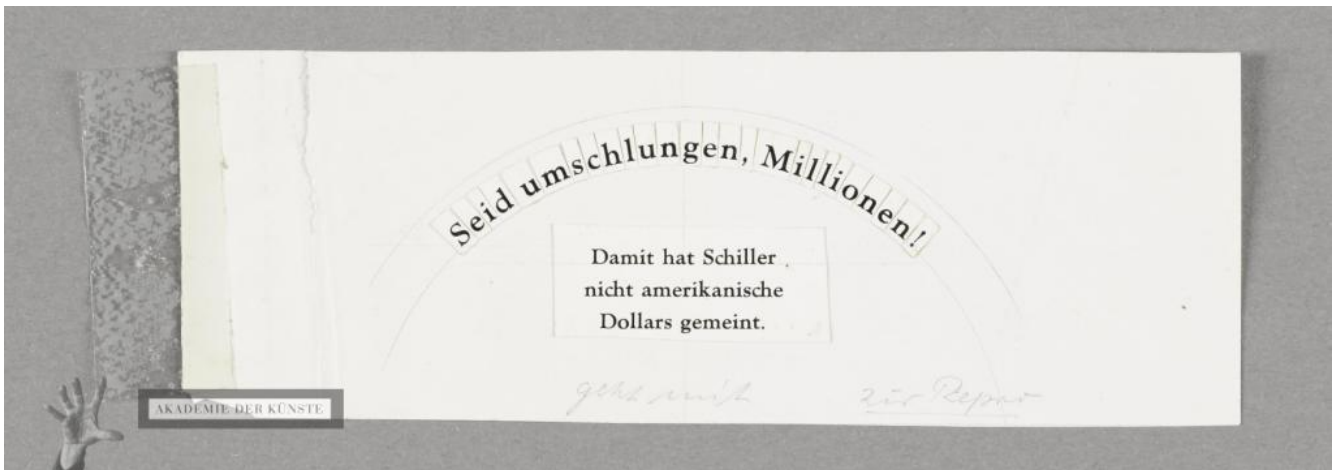 Seid umschlungen, Millionen!
Damit hat Schiller
nicht amerikanische
Dollars gemeint.
geht mit zur Repro
AKADEMIE DER KÜNSTE